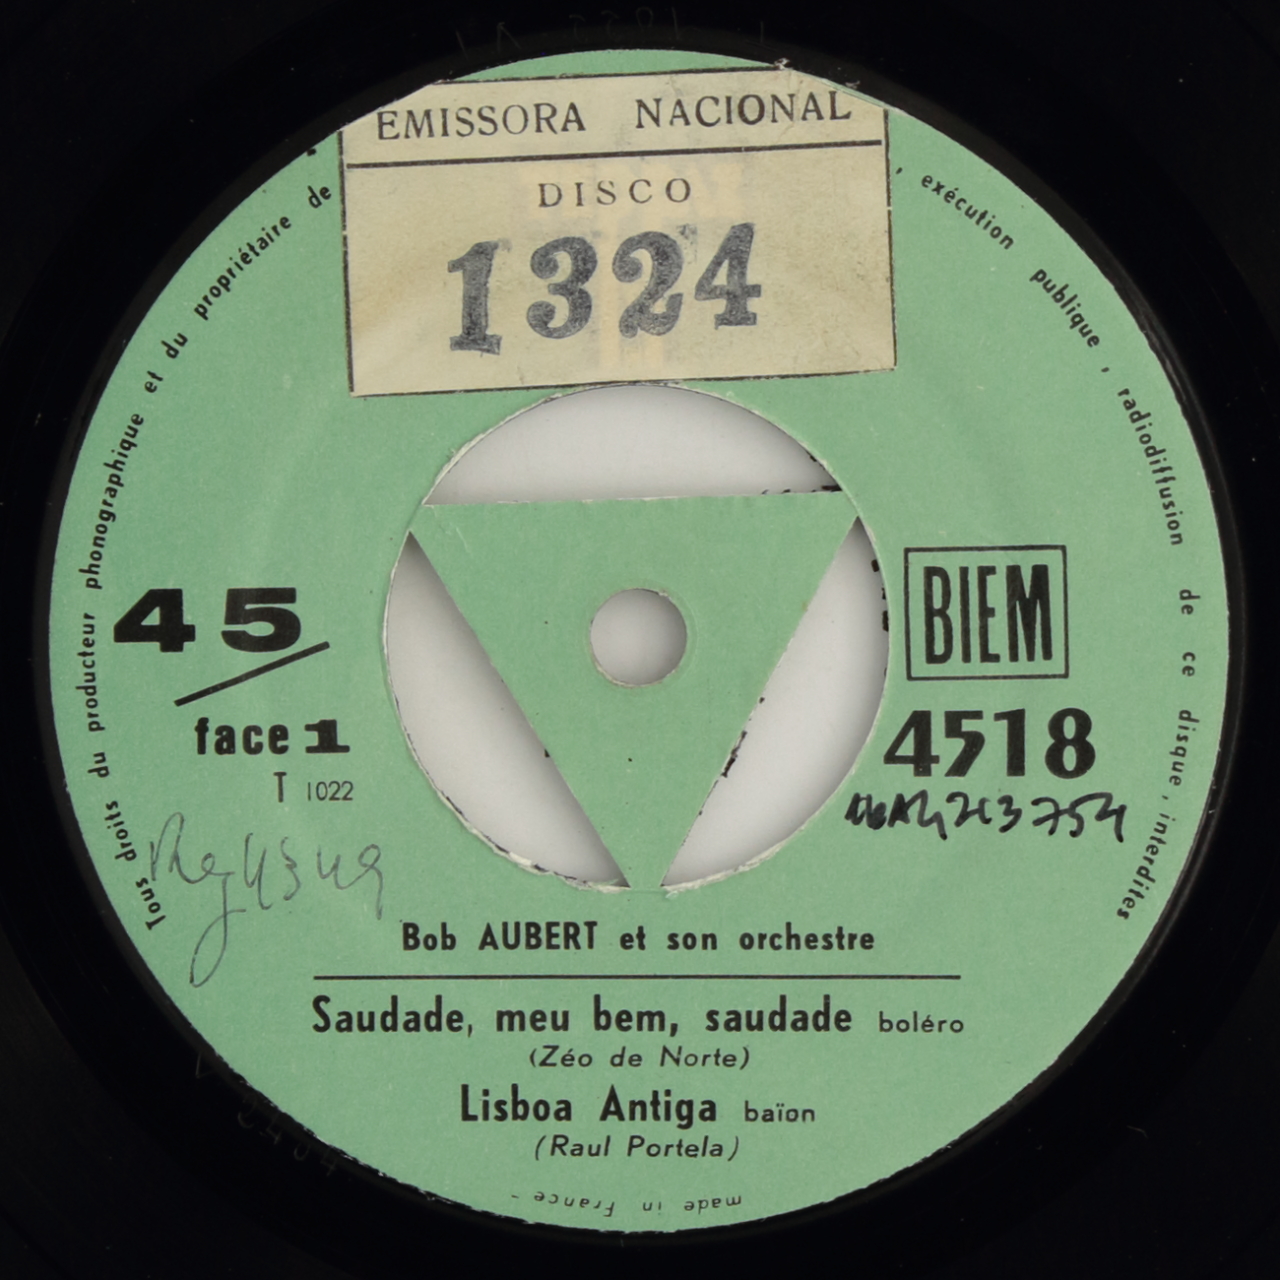 EMISSORA NACIONAL
DISCO
1324
Tous droits du producteur phonographique et du propriétaire de
, exécution publique, radiodiffusion de ce disque, interdites
45
face 1
T 1022
BIEM
4518
Bob AUBERT et son orchestre
Saudade, meu bem, saudade boléro
(Zéo de Norte)
Lisboa Antiga baïon
(Raul Portela)
made in France -